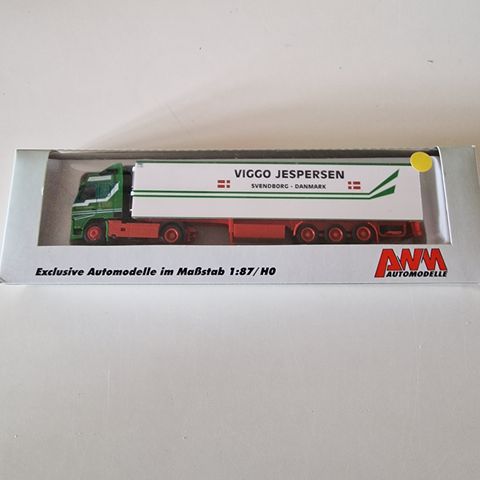 VIGGO JESPERSEN
SVENDBORG - DANMARK
Exclusive Automodelle im Maßstab 1:87/H0
AWM
AUTOMODELLE